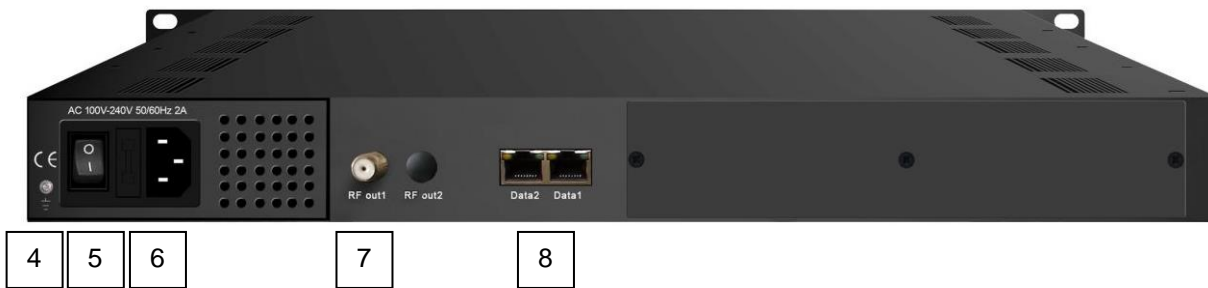 AC 100V-240V 50/60Hz 2A
CE
O
I
RF out1 RF out2
Data2 Data1
4 5 6 7 8